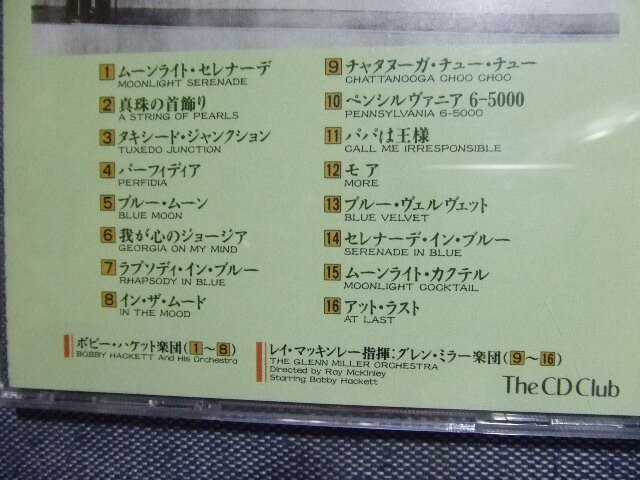 1 ムーンライト・セレナーデ
MOONLIGHT SERENADE
2 真珠の首飾り
A STRING OF PEARLS
3 タキシード・ジャンクション
TUXEDO JUNCTION
4 パーフィディア
PERFIDIA
5 ブルー・ムーン
BLUE MOON
6 我が心のジョージア
GEORGIA ON MY MIND
7 ラプソディ・イン・ブルー
RHAPSODY IN BLUE
8 イン・ザ・ムード
IN THE MOOD
ボビー・ハケット楽団(1〜8)
BOBBY HACKETT And His Orchestra
9 チャタヌーガ・チュー・チュー
CHATTANOOGA CHOO CHOO
10 ペンシルヴァニア 6-5000
PENNSYLVANIA 6-5000
11 パパは王様
CALL ME IRRESPONSIBLE
12 モア
MORE
13 ブルー・ヴェルヴェット
BLUE VELVET
14 セレナーデ・イン・ブルー
SERENADE IN BLUE
15 ムーンライト・カクテル
MOONLIGHT COCKTAIL
16 アット・ラスト
AT LAST
レイ・マッキンレー指揮:グレン・ミラー楽団(9〜16)
THE GLENN MILLER ORCHESTRA
Directed by Ray McKinley
Starring Bobby Hackett
The CD Club